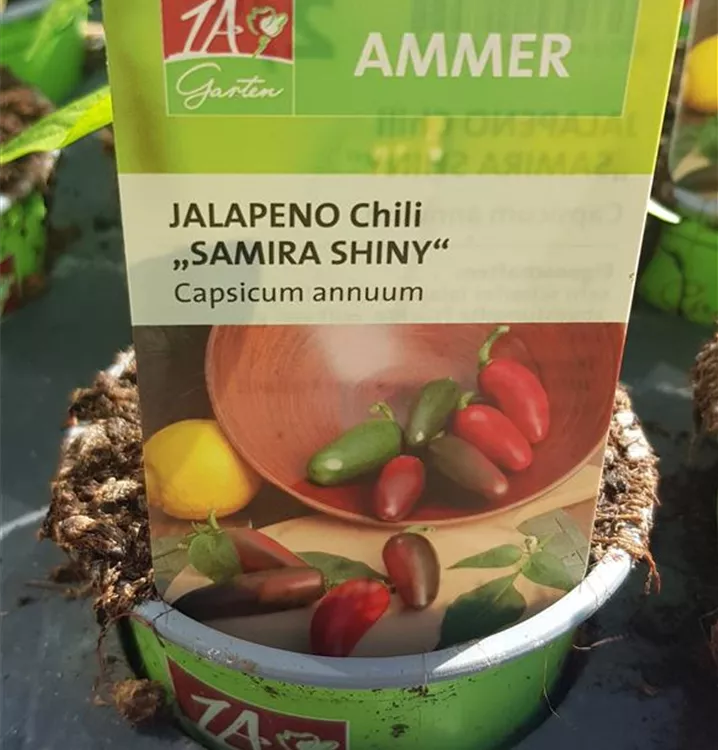 1A
Garten
AMMER
JALAPENO Chili
„SAMIRA SHINY“
Capsicum annuum
1A